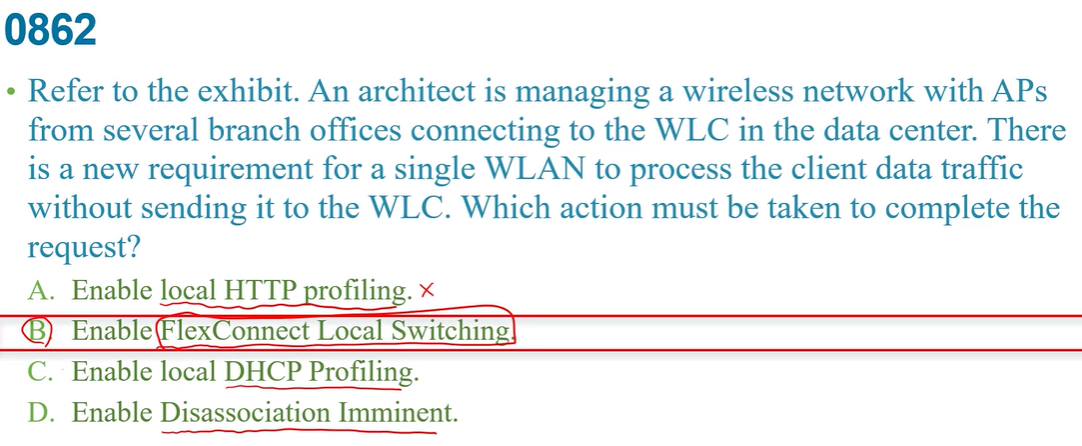 0862
• Refer to the exhibit. An architect is managing a wireless network with APs
from several branch offices connecting to the WLC in the data center. There
is a new requirement for a single WLAN to process the client data traffic
without sending it to the WLC. Which action must be taken to complete the
request?
A. Enable local HTTP profiling. ×
B. Enable FlexConnect Local Switching.
C. Enable local DHCP Profiling.
D. Enable Disassociation Imminent.